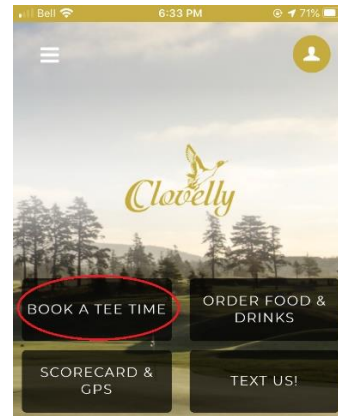 Bell 6:33 PM 71%
Clovelly
BOOK A TEE TIME
ORDER FOOD &
DRINKS
SCORECARD &
GPS
TEXT US!